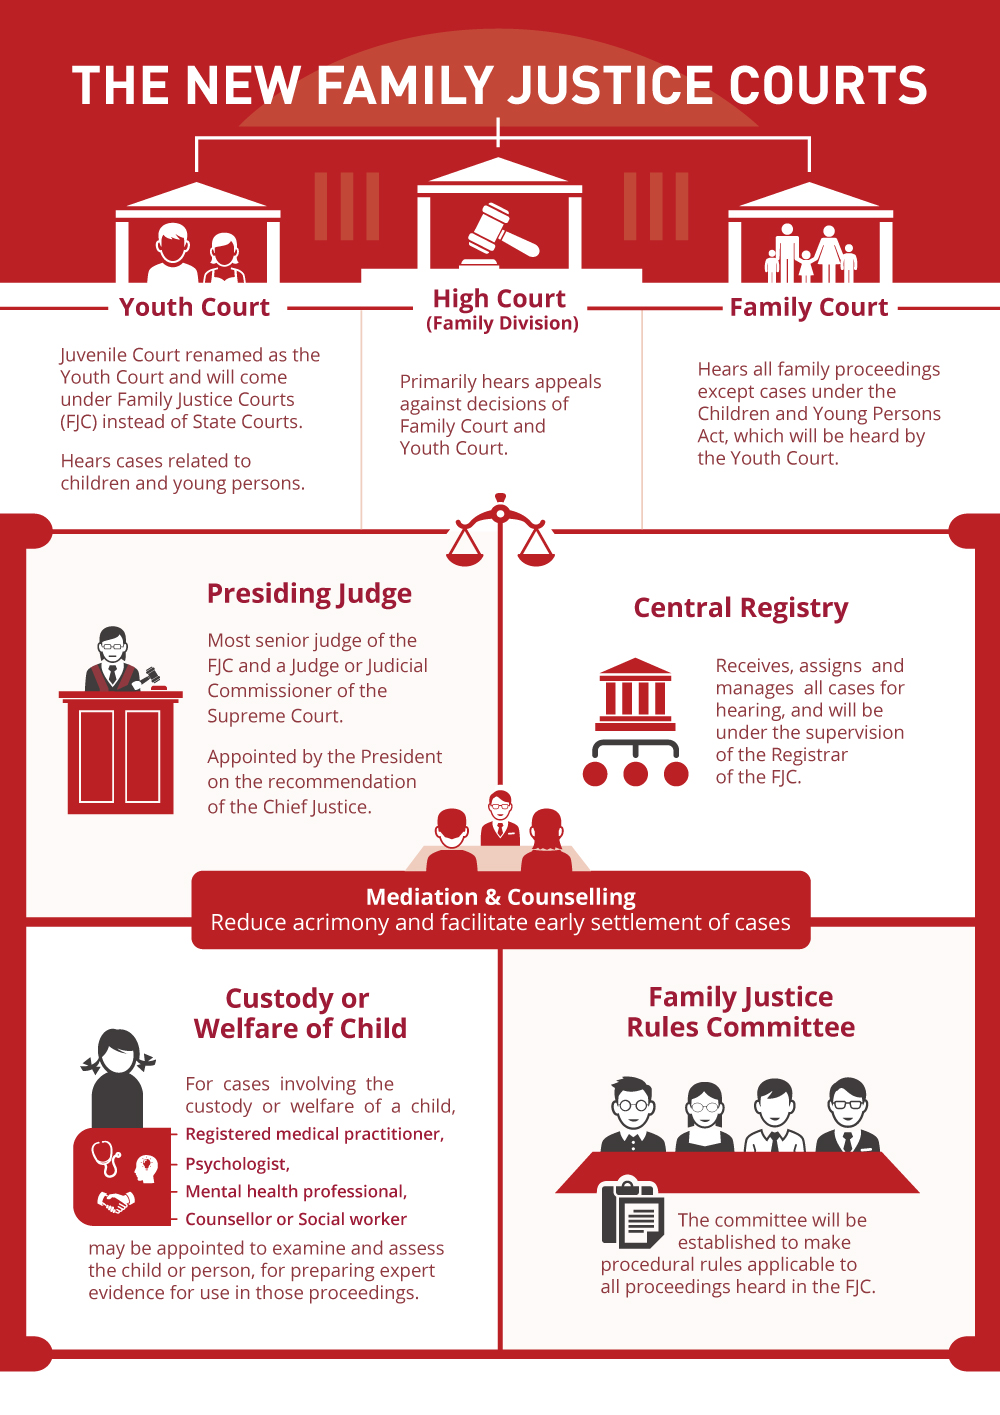 THE NEW FAMILY JUSTICE COURTS
Youth Court
Juvenile Court renamed as the
Youth Court and will come
under Family Justice Courts
(FJC) instead of State Courts.
Hears cases related to
children and young persons.
High Court
(Family Division)
Primarily hears appeals
against decisions of
Family Court and
Youth Court.
Family Court
Hears all family proceedings
except cases under the
Children and Young Persons
Act, which will be heard by
the Youth Court.
Presiding Judge
Most senior judge of the
FJC and a Judge or Judicial
Commissioner of the
Supreme Court.
Appointed by the President
on the recommendation
of the Chief Justice.
Central Registry
Receives, assigns and
manages all cases for
hearing, and will be
under the supervision
of the Registrar
of the FJC.
Mediation & Counselling
Reduce acrimony and facilitate early settlement of cases
Custody or
Welfare of Child
For cases involving the
custody or welfare of a child,
Registered medical practitioner,
Psychologist,
Mental health professional,
Counsellor or Social worker
may be appointed to examine and assess
the child or person, for preparing expert
evidence for use in those proceedings.
Family Justice
Rules Committee
The committee will be
established to make
procedural rules applicable to
all proceedings heard in the FJC.